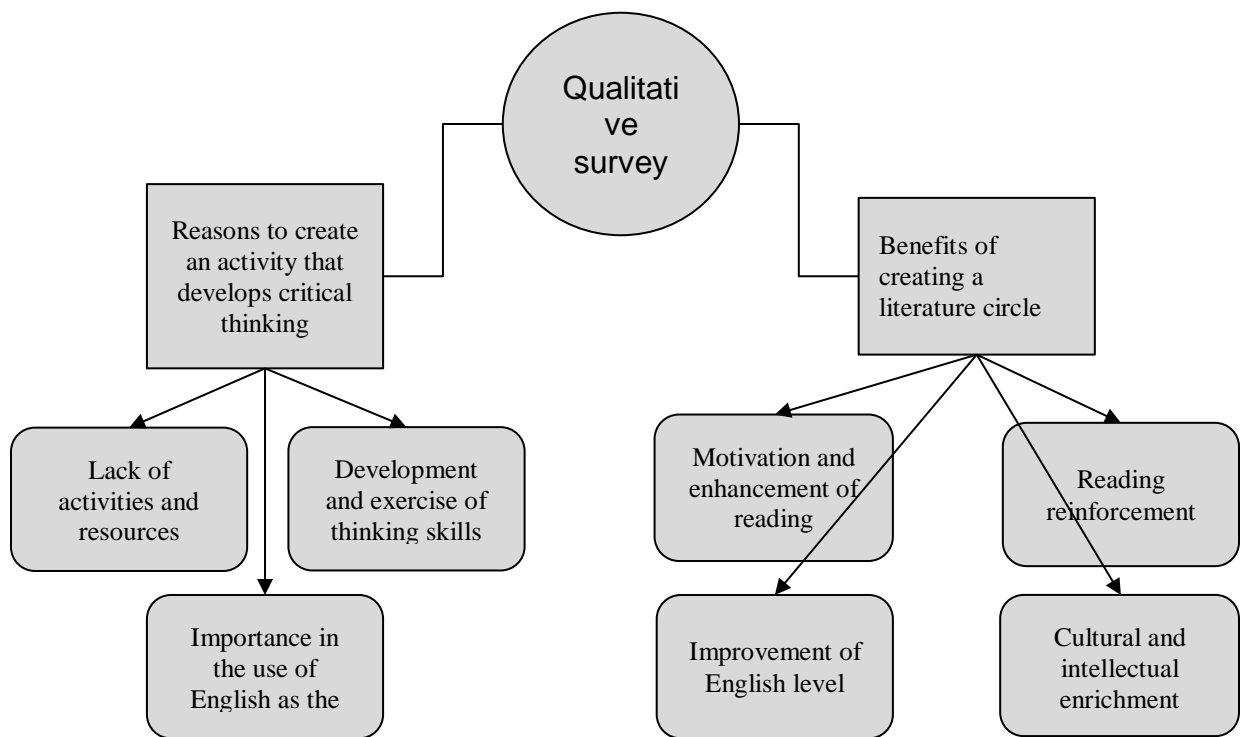 Qualitati
ve
survey
Reasons to create
an activity that
develops critical
thinking
Benefits of
creating a
literature circle
Lack of
activities and
resources
Development
and exercise of
thinking skills
Motivation and
enhancement of
reading
Reading
reinforcement
Importance in
the use of
English as the
Improvement of
English level
Cultural and
intellectual
enrichment